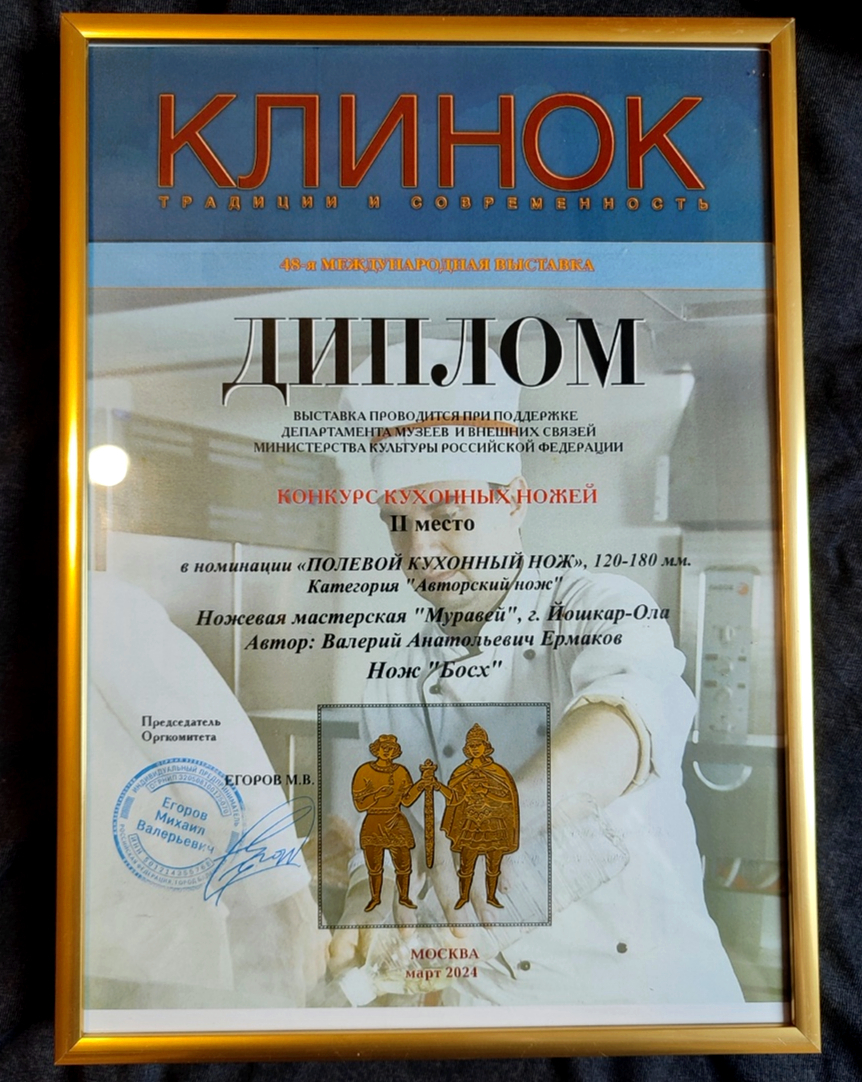 КЛИНОК
ТРАДИЦИИ И СОВРЕМЕННОСТЬ
48-я МЕЖДУНАРОДНАЯ ВЫСТАВКА
ДИПЛОМ
ВЫСТАВКА ПРОВОДИТСЯ ПРИ ПОДДЕРЖКЕ
ДЕПАРТАМЕНТА МУЗЕЕВ И ВНЕШНИХ СВЯЗЕЙ
МИНИСТЕРСТВА КУЛЬТУРЫ РОССИЙСКОЙ ФЕДЕРАЦИИ
КОНКУРС КУХОННЫХ НОЖЕЙ
II место
в номинации «ПОЛЕВОЙ КУХОННЫЙ НОЖ», 120-180 мм.
Категория "Авторский нож"
Ножевая мастерская "Муравей", г. Йошкар-Ола
Автор: Валерий Анатольевич Ермаков
Нож "Босх"
Председатель
Оргкомитета
ЕГОРОВ М.В.
ИНДИВИДУАЛЬНЫЙ ПРЕДПРИНИМАТЕЛЬ
Егоров
Михаил
Валерьевич
МОСКВА
март 2024